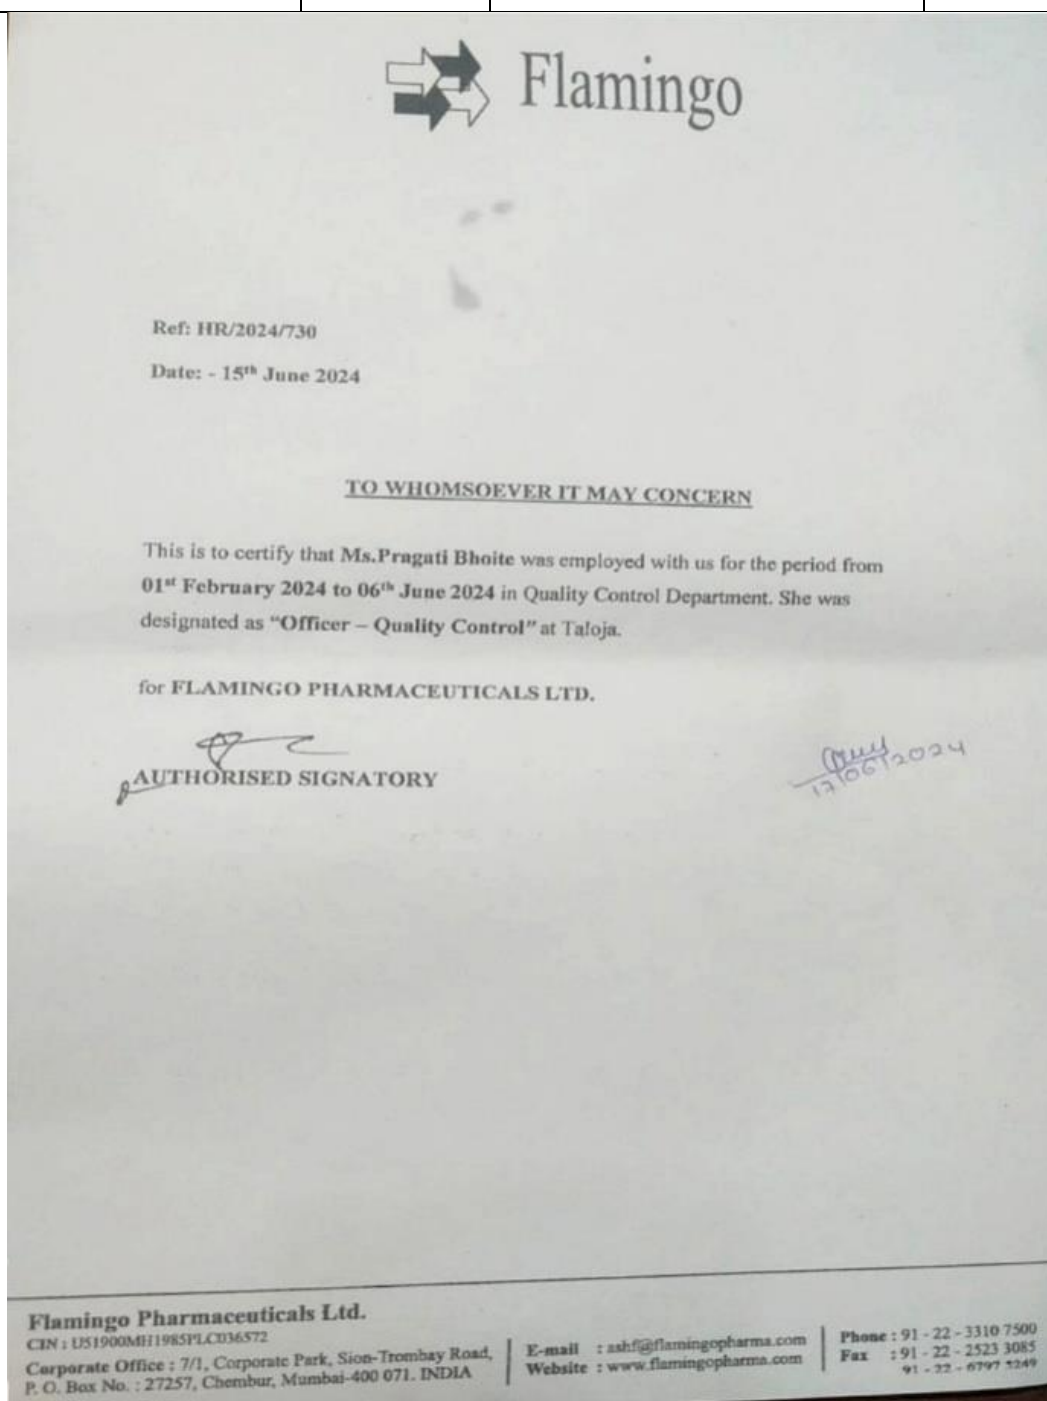 Flamingo
Ref: HR/2024/730
Date: - 15th June 2024
TO WHOMSOEVER IT MAY CONCERN
This is to certify that Ms.Pragati Bhoite was employed with us for the period from
01st February 2024 to 06th June 2024 in Quality Control Department. She was
designated as “Officer – Quality Control” at Taloja.
for FLAMINGO PHARMACEUTICALS LTD.
AUTHORISED SIGNATORY
17/06/2024
Flamingo Pharmaceuticals Ltd.
CIN : U51900MH1985PLC036572
Corporate Office : 7/1, Corporate Park, Sion-Trombay Road,
P. O. Box No. : 27257, Chembur, Mumbai-400 071. INDIA
E-mail : ashf@flamingopharma.com
Website : www.flamingopharma.com
Phone : 91 - 22 - 3310 7500
Fax : 91 - 22 - 2523 3085
91 - 22 - 6797 5249